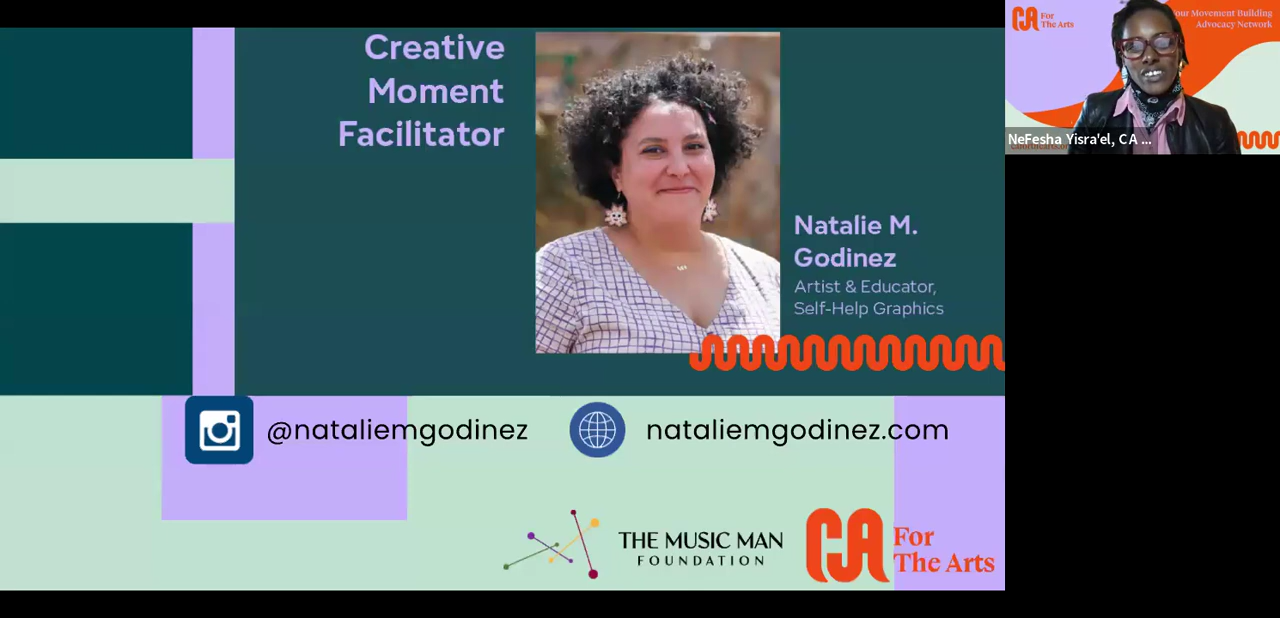 Creative
Moment
Facilitator
Natalie M.
Godinez
Artist & Educator,
Self-Help Graphics
@nataliemgodinez
nataliemgodinez.com
THE MUSIC MAN
FOUNDATION
CA For
The Arts
CA For
The Arts
Your Movement Building
Advocacy Network
NeFesha Yisra'el, CA ...